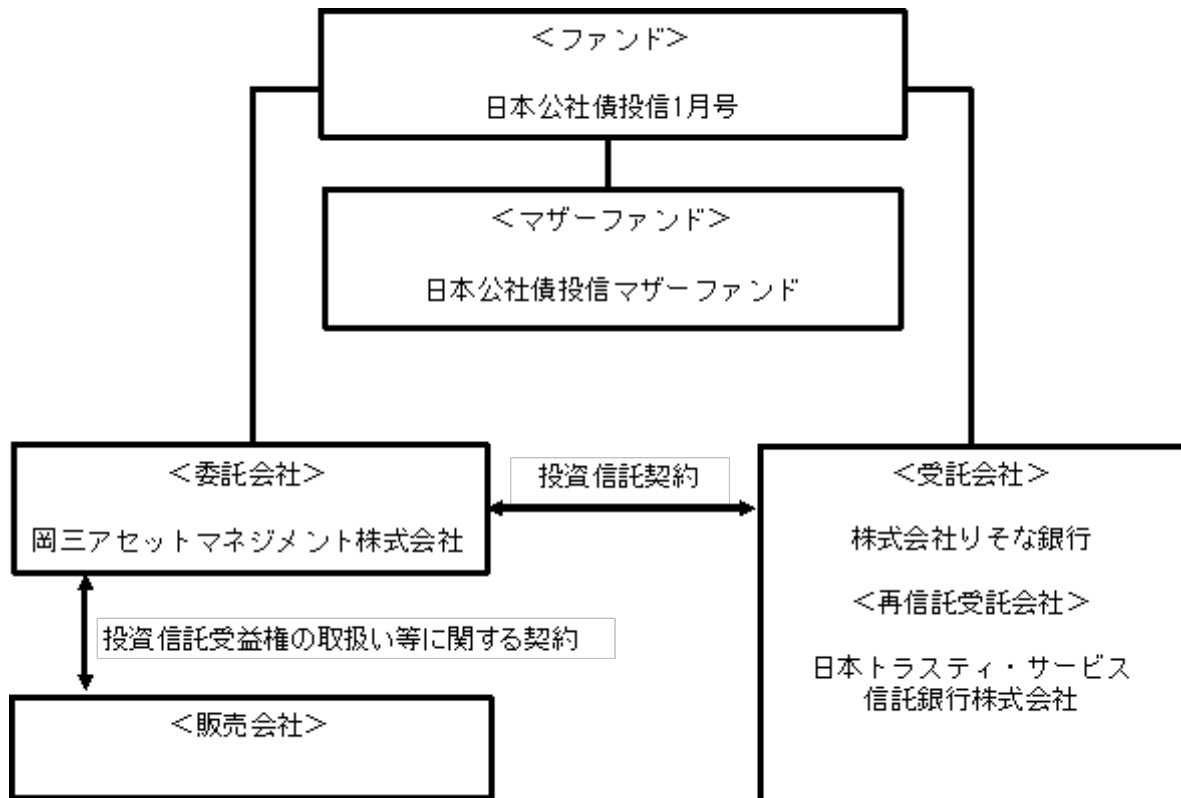 ＜ファンド＞
日本公社債投信1月号
＜マザーファンド＞
日本公社債投信マザーファンド
＜委託会社＞
岡三アセットマネジメント株式会社
投資信託契約
＜受託会社＞
株式会社りそな銀行
＜再信託受託会社＞
日本トラスティ・サービス
信託銀行株式会社
投資信託受益権の取扱い等に関する契約
＜販売会社＞